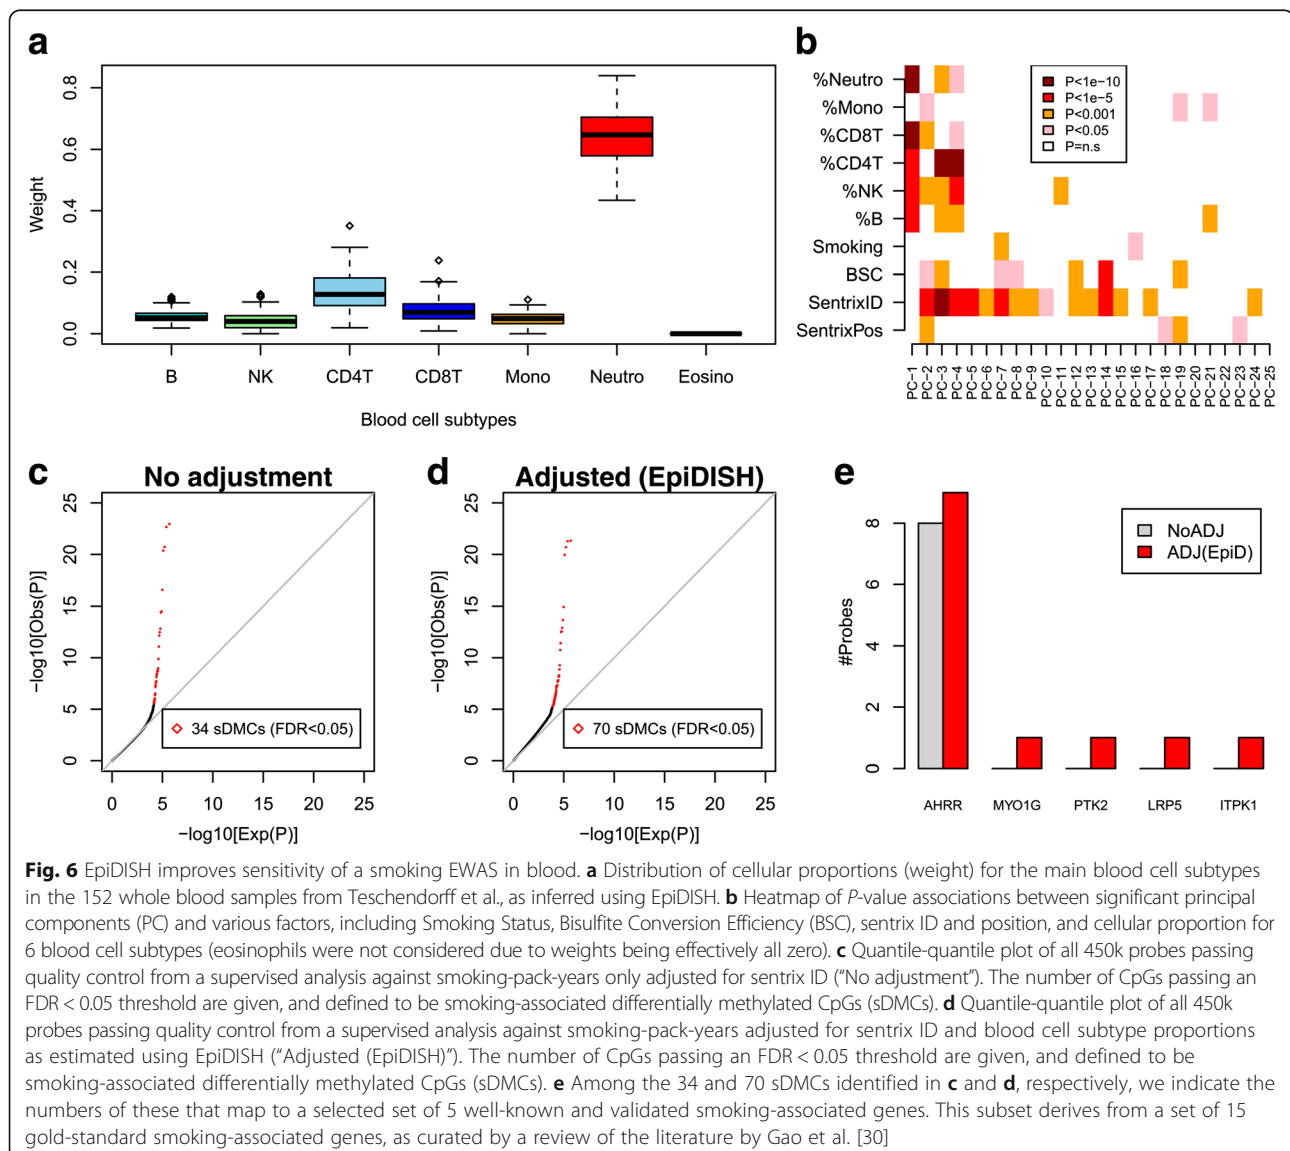 a
0.8
0.6
0.4
0.2
0.0
Weight
B NK CD4T CD8T Mono Neutro Eosino
Blood cell subtypes
b
%Neutro
%Mono
%CD8T
%CD4T
%NK
%B
Smoking
BSC
SentrixID
SentrixPos
P<1e−10
P<1e−5
P<0.001
P<0.05
P=n.s
PC−1
PC−2
PC−3
PC−4
PC−5
PC−6
PC−7
PC−8
PC−9
PC−10
PC−11
PC−12
PC−13
PC−14
PC−15
PC−16
PC−17
PC−18
PC−19
PC−20
PC−21
PC−22
PC−23
PC−24
PC−25
c
No adjustment
25
20
15
10
5
0
−log10[Obs(P)]
34 sDMCs (FDR<0.05)
0 5 10 15 20 25
−log10[Exp(P)]
d
Adjusted (EpiDISH)
25
20
15
10
5
0
−log10[Obs(P)]
70 sDMCs (FDR<0.05)
0 5 10 15 20 25
−log10[Exp(P)]
e
8
6
4
2
0
#Probes
NoADJ
ADJ(EpiD)
AHRR MYO1G PTK2 LRP5 ITPK1
Fig. 6 EpiDISH improves sensitivity of a smoking EWAS in blood. a Distribution of cellular proportions (weight) for the main blood cell subtypes
in the 152 whole blood samples from Teschendorff et al., as inferred using EpiDISH. b Heatmap of P-value associations between significant principal
components (PC) and various factors, including Smoking Status, Bisulfite Conversion Efficiency (BSC), sentrix ID and position, and cellular proportion for
6 blood cell subtypes (eosinophils were not considered due to weights being effectively all zero). c Quantile-quantile plot of all 450k probes passing
quality control from a supervised analysis against smoking-pack-years only adjusted for sentrix ID (“No adjustment”). The number of CpGs passing an
FDR < 0.05 threshold are given, and defined to be smoking-associated differentially methylated CpGs (sDMCs). d Quantile-quantile plot of all 450k
probes passing quality control from a supervised analysis against smoking-pack-years adjusted for sentrix ID and blood cell subtype proportions
as estimated using EpiDISH (“Adjusted (EpiDISH)”). The number of CpGs passing an FDR < 0.05 threshold are given, and defined to be
smoking-associated differentially methylated CpGs (sDMCs). e Among the 34 and 70 sDMCs identified in c and d, respectively, we indicate the
numbers of these that map to a selected set of 5 well-known and validated smoking-associated genes. This subset derives from a set of 15
gold-standard smoking-associated genes, as curated by a review of the literature by Gao et al. [30]